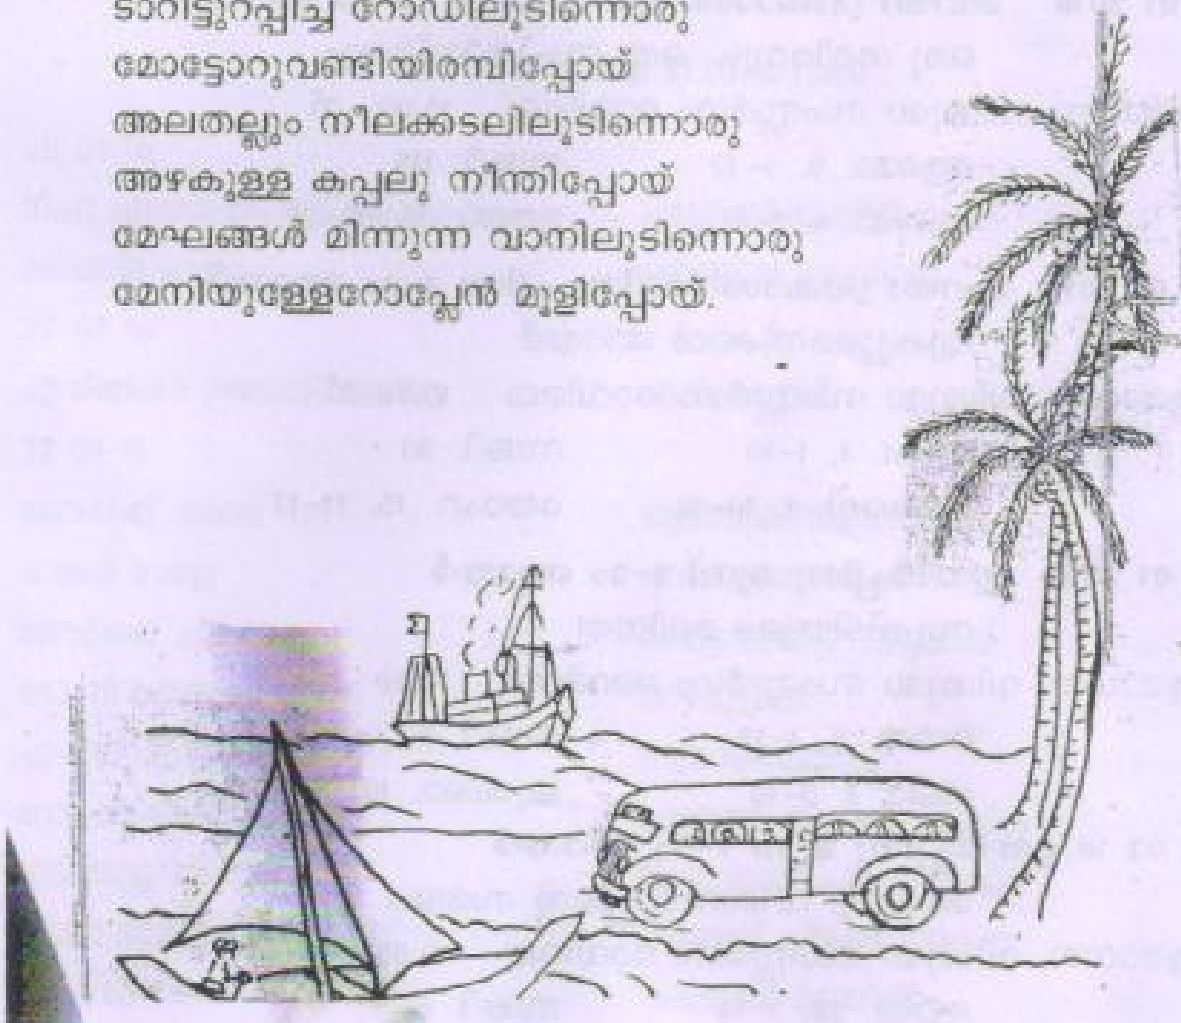 ടാറിട്ടുറപ്പിച്ച റോഡിലൂടിന്നൊരു
മോട്ടോറുവണ്ടിയിരമ്പിപ്പോയ്
അലതല്ലും നീലക്കടലിലൂടിന്നൊരു
അഴകുള്ള കപ്പലു നീന്തിപ്പോയ്
മേഘങ്ങൾ മിന്നുന്ന വാനിലൂടിന്നൊരു
മേനിയുള്ളേറോപ്ലേൻ മൂളിപ്പോയ്.